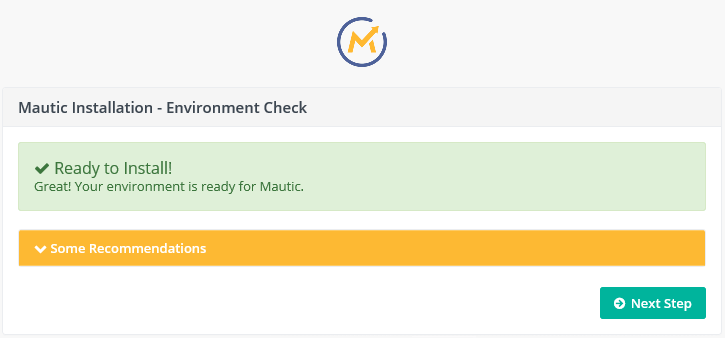 Mautic Installation - Environment Check
Ready to Install!
Great! Your environment is ready for Mautic.
Some Recommendations
Next Step